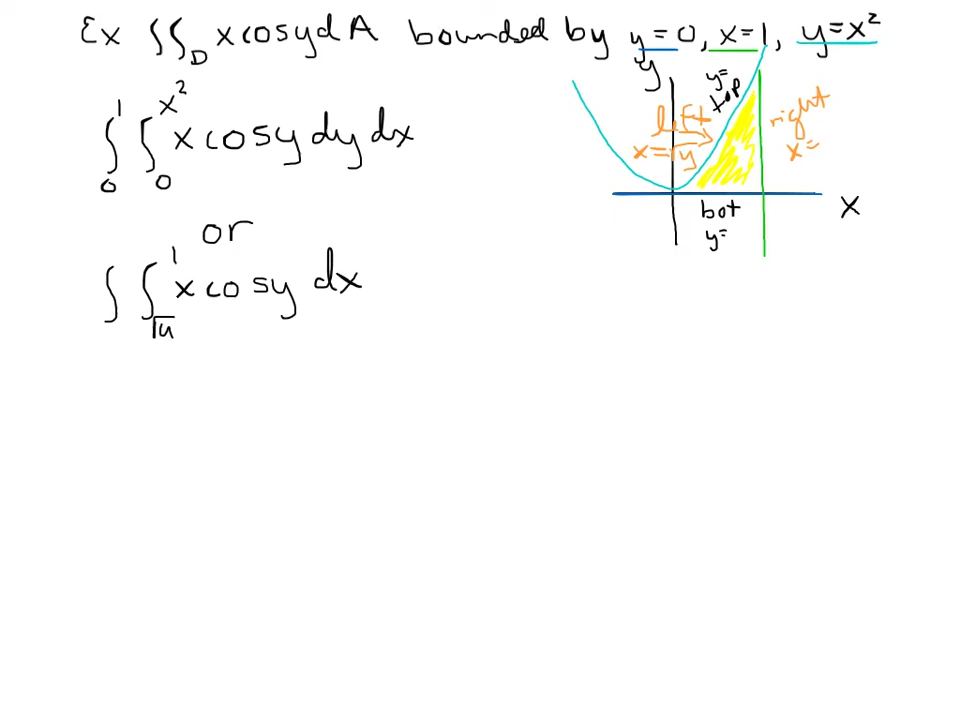 Ex ∫∫_D x cos y dA bounded by y=0, x=1, y=x²
y
y=
top
left
x=√y
right
x=
∫₀¹ ∫₀^{x²} x cos y dy dx
bot
y=
x
or
∫ ∫_{√y}^{1} x cos y dx